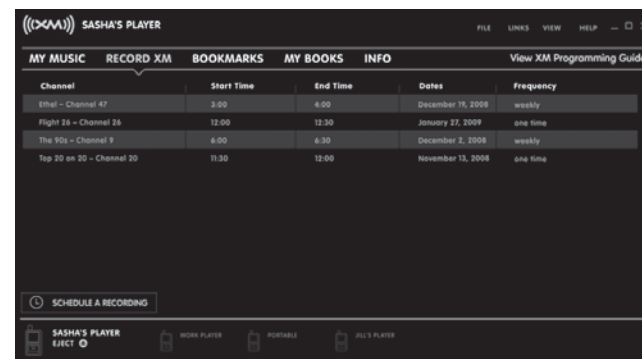 ((XM)) SASHA'S PLAYER FILE LINKS VIEW HELP
MY MUSIC RECORD XM BOOKMARKS MY BOOKS INFO View XM Programming Guide
Channel Start Time End Time Dates Frequency
Ethel – Channel 47 3:00 4:00 December 19, 2008 weekly
Flight 26 – Channel 26 12:00 12:30 January 27, 2009 one time
The 90s – Channel 9 6:00 6:30 December 2, 2008 weekly
Top 20 on 20 – Channel 20 11:30 12:00 November 13, 2008 one time
SCHEDULE A RECORDING
SASHA'S PLAYER WORK PLAYER PORTABLE JILL'S PLAYER
EJECT